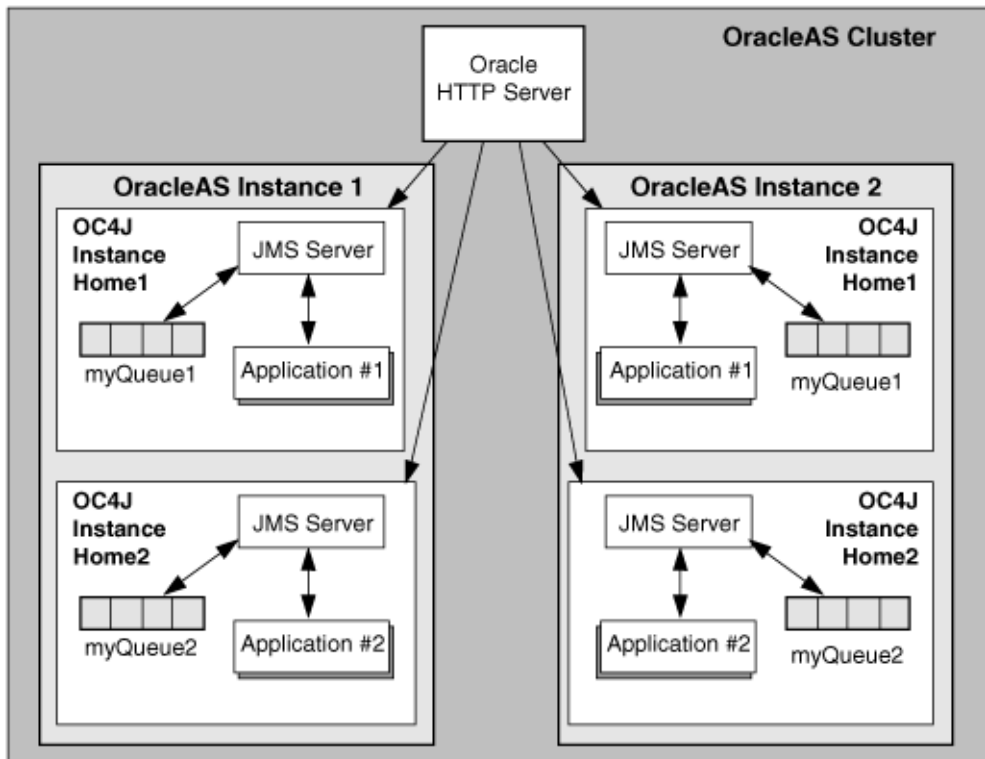 OracleAS Cluster
Oracle
HTTP Server
OracleAS Instance 1
OC4J
Instance
Home1
JMS Server
myQueue1
Application #1
OC4J
Instance
Home2
JMS Server
myQueue2
Application #2
OracleAS Instance 2
JMS Server
OC4J
Instance
Home1
Application #1
myQueue1
JMS Server
OC4J
Instance
Home2
Application #2
myQueue2